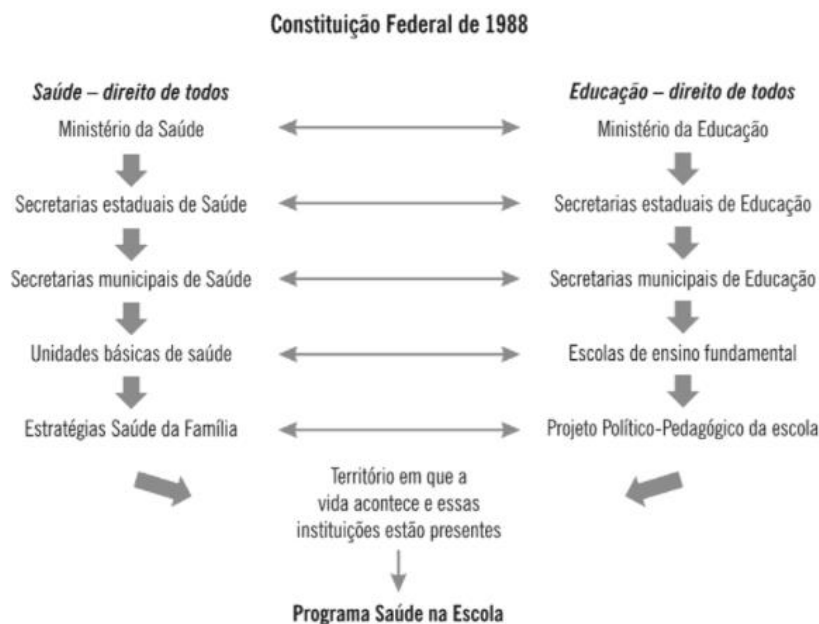 Constituição Federal de 1988
Saúde – direito de todos
Educação – direito de todos
Ministério da Saúde
Ministério da Educação
Secretarias estaduais de Saúde
Secretarias estaduais de Educação
Secretarias municipais de Saúde
Secretarias municipais de Educação
Unidades básicas de saúde
Escolas de ensino fundamental
Estratégias Saúde da Família
Projeto Político-Pedagógico da escola
Território em que a
vida acontece e essas
instituições estão presentes
Programa Saúde na Escola